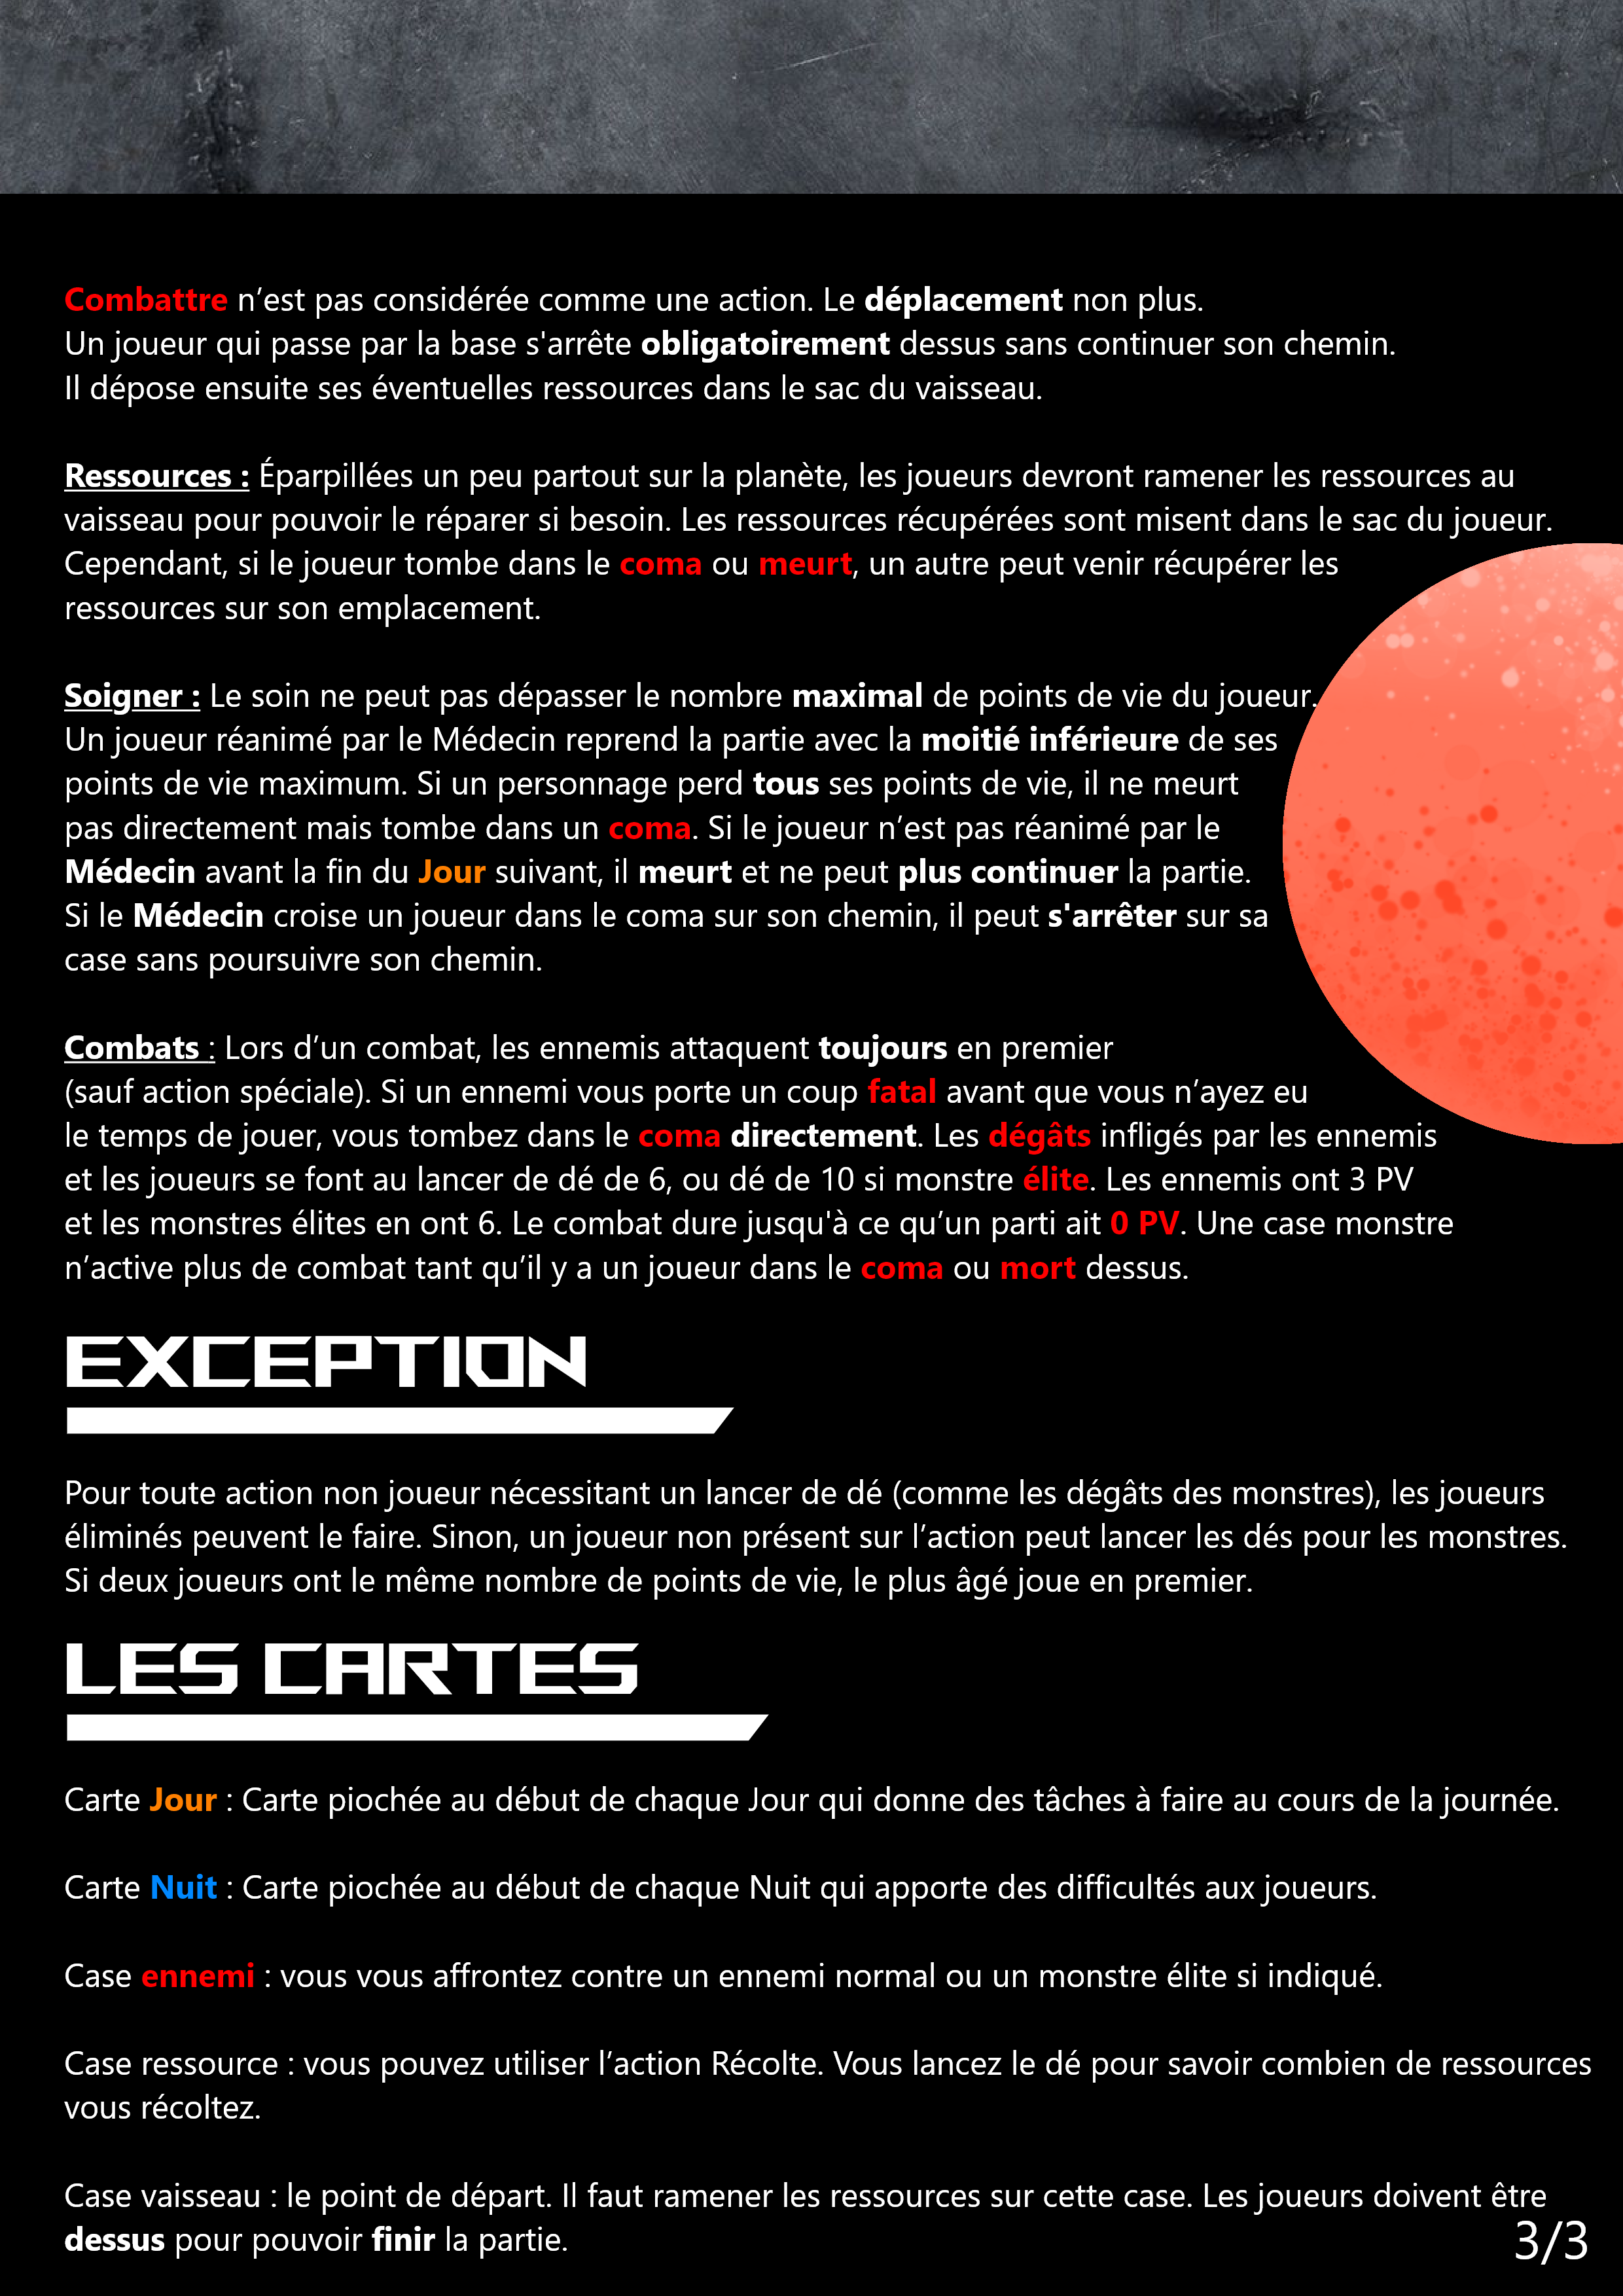 Combattre n’est pas considérée comme une action. Le déplacement non plus.
Un joueur qui passe par la base s'arrête obligatoirement dessus sans continuer son chemin.
Il dépose ensuite ses éventuelles ressources dans le sac du vaisseau.
Ressources : Éparpillées un peu partout sur la planète, les joueurs devront ramener les ressources au
vaisseau pour pouvoir le réparer si besoin. Les ressources récupérées sont misent dans le sac du joueur.
Cependant, si le joueur tombe dans le coma ou meurt, un autre peut venir récupérer les
ressources sur son emplacement.
Soigner : Le soin ne peut pas dépasser le nombre maximal de points de vie du joueur.
Un joueur réanimé par le Médecin reprend la partie avec la moitié inférieure de ses
points de vie maximum. Si un personnage perd tous ses points de vie, il ne meurt
pas directement mais tombe dans un coma. Si le joueur n’est pas réanimé par le
Médecin avant la fin du Jour suivant, il meurt et ne peut plus continuer la partie.
Si le Médecin croise un joueur dans le coma sur son chemin, il peut s'arrêter sur sa
case sans poursuivre son chemin.
Combats : Lors d’un combat, les ennemis attaquent toujours en premier
(sauf action spéciale). Si un ennemi vous porte un coup fatal avant que vous n’ayez eu
le temps de jouer, vous tombez dans le coma directement. Les dégâts infligés par les ennemis
et les joueurs se font au lancer de dé de 6, ou dé de 10 si monstre élite. Les ennemis ont 3 PV
et les monstres élites en ont 6. Le combat dure jusqu'à ce qu’un parti ait 0 PV. Une case monstre
n’active plus de combat tant qu’il y a un joueur dans le coma ou mort dessus.
EXCEPTION
Pour toute action non joueur nécessitant un lancer de dé (comme les dégâts des monstres), les joueurs
éliminés peuvent le faire. Sinon, un joueur non présent sur l’action peut lancer les dés pour les monstres.
Si deux joueurs ont le même nombre de points de vie, le plus âgé joue en premier.
LES CARTES
Carte Jour : Carte piochée au début de chaque Jour qui donne des tâches à faire au cours de la journée.
Carte Nuit : Carte piochée au début de chaque Nuit qui apporte des difficultés aux joueurs.
Case ennemi : vous vous affrontez contre un ennemi normal ou un monstre élite si indiqué.
Case ressource : vous pouvez utiliser l’action Récolte. Vous lancez le dé pour savoir combien de ressources
vous récoltez.
Case vaisseau : le point de départ. Il faut ramener les ressources sur cette case. Les joueurs doivent être
dessus pour pouvoir finir la partie.
3/3